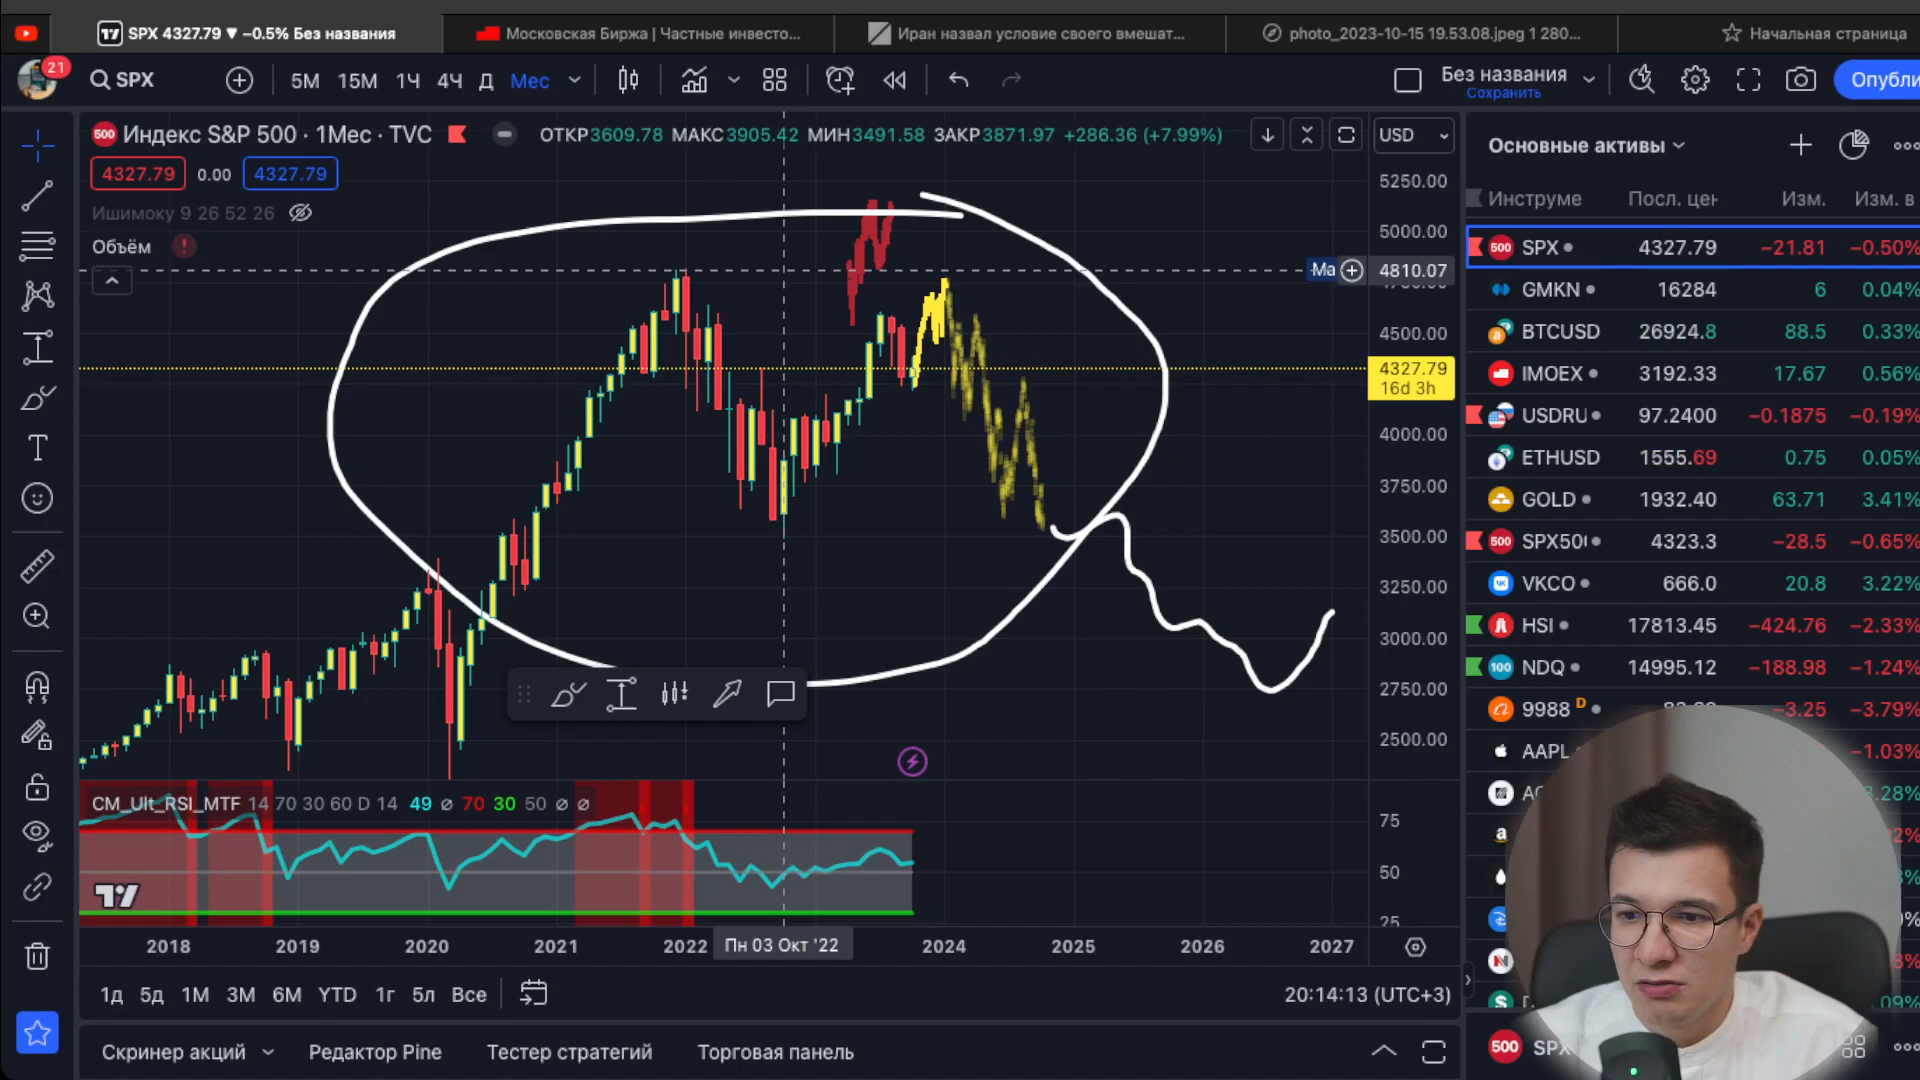 SPX 4327.79 ▼ −0.5% Без названия
Московская Биржа | Частные инвесто...
Иран назвал условие своего вмешат...
photo_2023-10-15 19.53.08.jpeg 1 280...
Начальная страница
21
SPX
5М 15М 1Ч 4Ч Д Мес
Без названия
Сохранить
Опубли
500 Индекс S&P 500 · 1Мес · TVC
ОТКР3609.78 МАКС3905.42 МИН3491.58 ЗАКР3871.97 +286.36 (+7.99%)
USD
4327.79 0.00 4327.79
Ишимоку 9 26 52 26
Объём
5250.00
5000.00
Ма
4810.07
4500.00
4327.79
16d 3h
4000.00
3750.00
3500.00
3250.00
3000.00
2750.00
2500.00
CM_Ult_RSI_MTF 14 70 30 60 D 14 49 ∅ 70 30 50 ∅ ∅
75
50
25
2018 2019 2020 2021 2022 Пн 03 Окт '22 2024 2025 2026 2027
1д 5д 1М 3М 6М YTD 1г 5л Все
20:14:13 (UTC+3)
Скринер акций Редактор Pine Тестер стратегий Торговая панель
Основные активы
Инструме Посл. цен Изм. Изм. в
500 SPX 4327.79 −21.81 −0.50%
GMKN 16284 6 0.04%
BTCUSD 26924.8 88.5 0.33%
IMOEX 3192.33 17.67 0.56%
USDRU 97.2400 −0.1875 −0.19%
ETHUSD 1555.69 0.75 0.05%
GOLD 1932.40 63.71 3.41%
500 SPX50 4323.3 −28.5 −0.65%
VKCO 666.0 20.8 3.22%
HSI 17813.45 −424.76 −2.33%
100 NDQ 14995.12 −188.98 −1.24%
9988 D −3.25 −3.79%
AAPL −1.03%
500 SPX